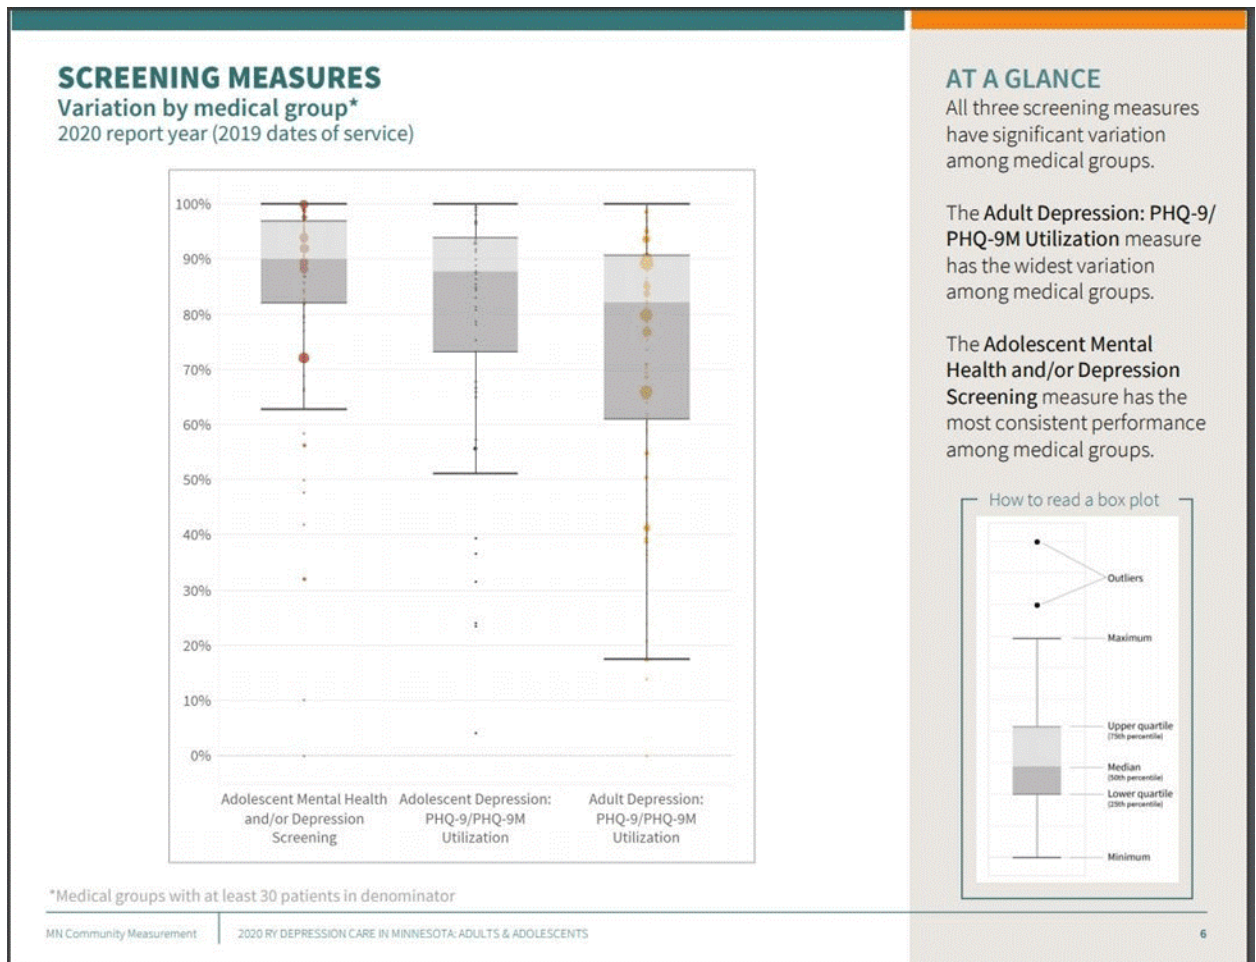 SCREENING MEASURES
Variation by medical group*
2020 report year (2019 dates of service)
100%
90%
80%
70%
60%
50%
40%
30%
20%
10%
0%
Adolescent Mental Health
and/or Depression
Screening
Adolescent Depression:
PHQ-9/PHQ-9M
Utilization
Adult Depression:
PHQ-9/PHQ-9M
Utilization
*Medical groups with at least 30 patients in denominator
AT A GLANCE
All three screening measures
have significant variation
among medical groups.
The Adult Depression: PHQ-9/
PHQ-9M Utilization measure
has the widest variation
among medical groups.
The Adolescent Mental
Health and/or Depression
Screening measure has the
most consistent performance
among medical groups.
How to read a box plot
Outliers
Maximum
Upper quartile
(75th percentile)
Median
(50th percentile)
Lower quartile
(25th percentile)
Minimum
MN Community Measurement
2020 RY DEPRESSION CARE IN MINNESOTA: ADULTS & ADOLESCENTS
6